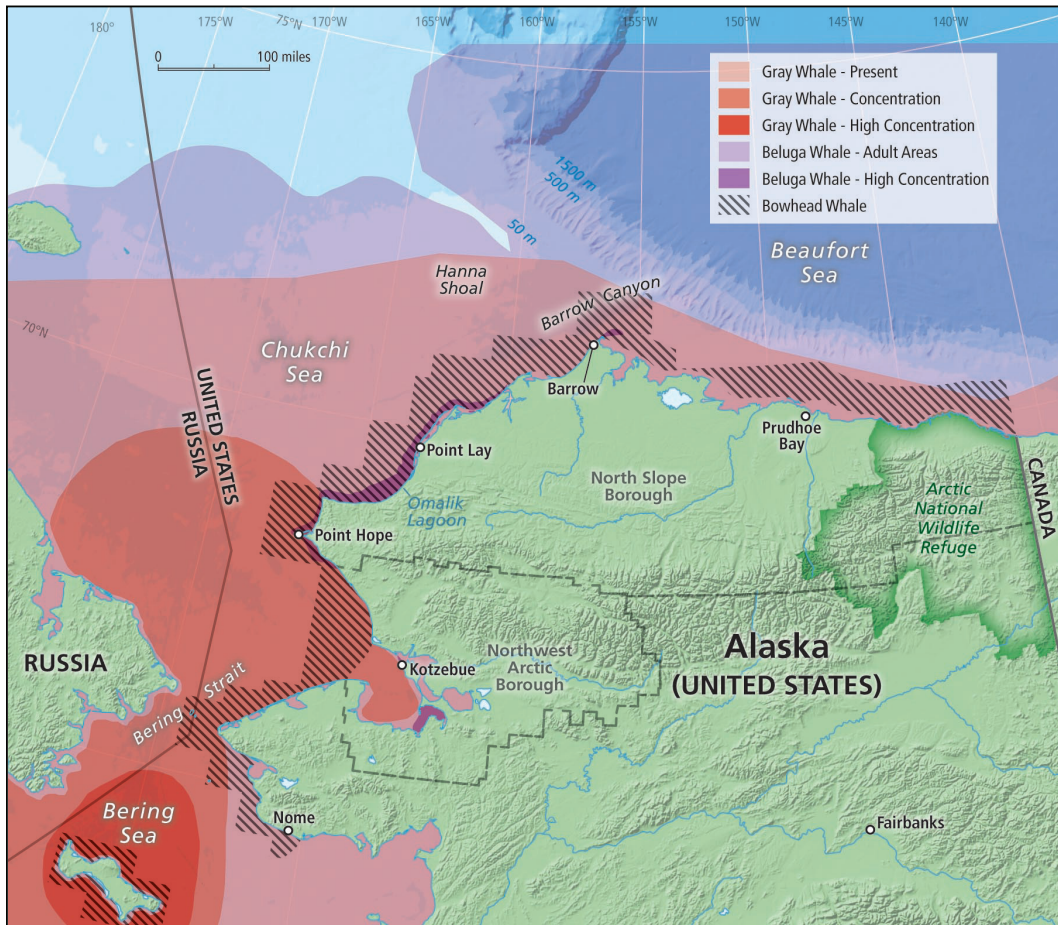 180°
175°W
75°N
170°W
165°W
160°W
155°W
150°W
75°N
145°W
140°W
0
100 miles
Gray Whale - Present
Gray Whale - Concentration
Gray Whale - High Concentration
Beluga Whale - Adult Areas
Beluga Whale - High Concentration
Bowhead Whale
1500 m
500 m
50 m
Beaufort
Sea
Hanna
Shoal
Barrow Canyon
70°N
Chukchi
Sea
UNITED STATES
RUSSIA
Barrow
Prudhoe
Bay
Point Lay
North Slope
Borough
Omalik
Lagoon
Arctic
National
Wildlife
Refuge
CANADA
Point Hope
RUSSIA
Kotzebue
Northwest
Arctic
Borough
Alaska
(UNITED STATES)
Bering Strait
Bering
Sea
Nome
Fairbanks